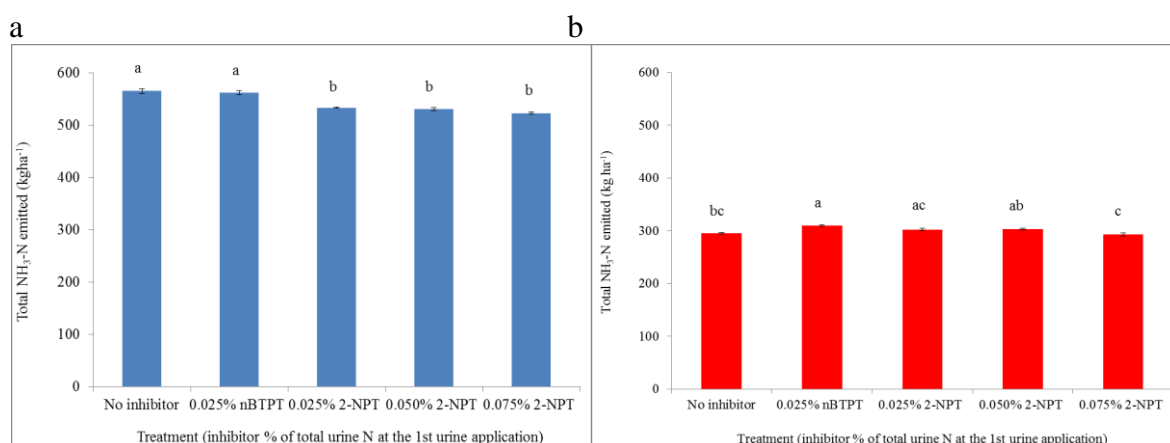 a
b
600
500
400
300
200
100
0
Total NH₃-N emitted (kgha⁻¹)
a
a
b
b
b
No inhibitor
0.025% nBTPT
0.025% 2-NPT
0.050% 2-NPT
0.075% 2-NPT
Treatment (inhibitor % of total urine N at the 1st urine application)
600
500
400
300
200
100
0
Total NH₃-N emitted (kg ha⁻¹)
bc
a
ac
ab
c
No inhibitor
0.025% nBTPT
0.025% 2-NPT
0.050% 2-NPT
0.075% 2-NPT
Treatment (inhibitor % of total urine N at the 1st urine application)